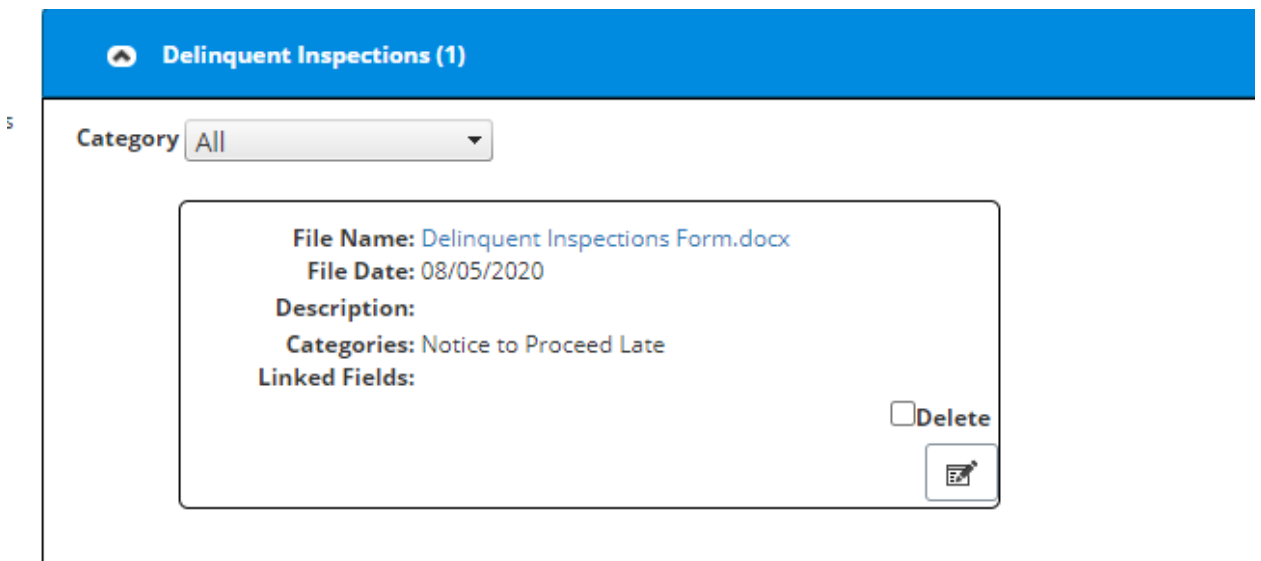 Delinquent Inspections (1)
s
Category All
File Name: Delinquent Inspections Form.docx
File Date: 08/05/2020
Description:
Categories: Notice to Proceed Late
Linked Fields:
Delete